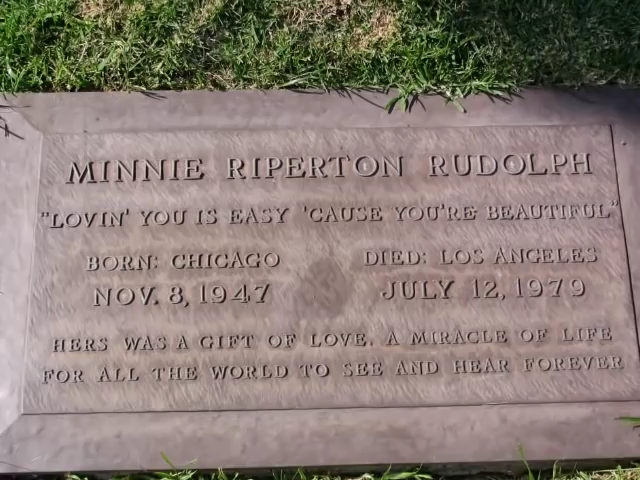 MINNIE RIPERTON RUDOLPH
"LOVIN' YOU IS EASY 'CAUSE YOU'RE BEAUTIFUL"
BORN: CHICAGO DIED: LOS ANGELES
NOV. 8, 1947 JULY 12, 1979
HERS WAS A GIFT OF LOVE, A MIRACLE OF LIFE
FOR ALL THE WORLD TO SEE AND HEAR FOREVER